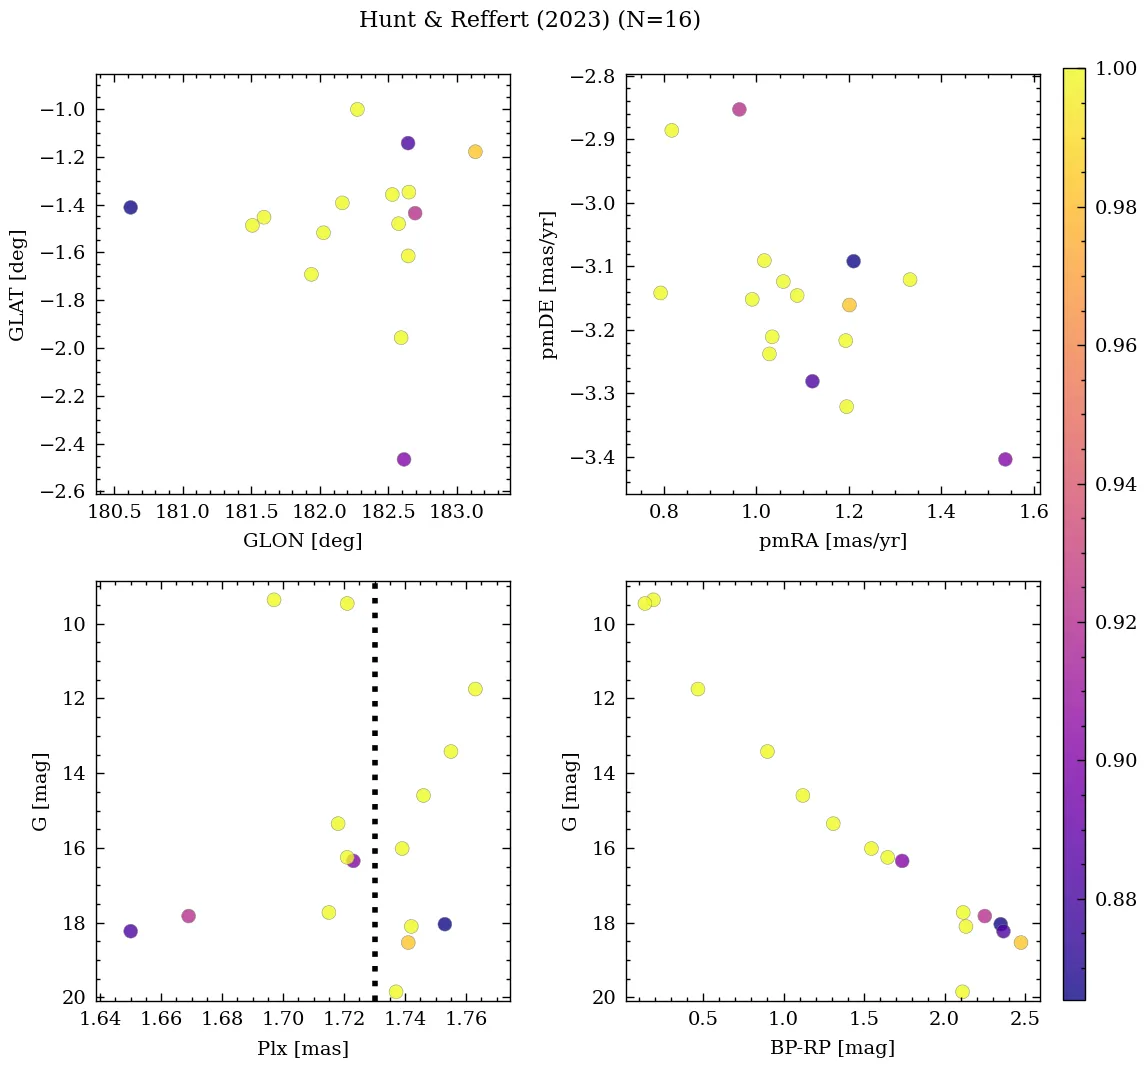 Hunt & Reffert (2023) (N=16)
−1.0
−1.2
−1.4
−1.6
−1.8
−2.0
−2.2
−2.4
−2.6
GLAT [deg]
180.5 181.0 181.5 182.0 182.5 183.0
GLON [deg]
−2.8
−2.9
−3.0
−3.1
−3.2
−3.3
−3.4
pmDE [mas/yr]
0.8 1.0 1.2 1.4 1.6
pmRA [mas/yr]
10
12
14
16
18
20
G [mag]
1.64 1.66 1.68 1.70 1.72 1.74 1.76
Plx [mas]
10
12
14
16
18
20
G [mag]
0.5 1.0 1.5 2.0 2.5
BP-RP [mag]
1.00
0.98
0.96
0.94
0.92
0.90
0.88